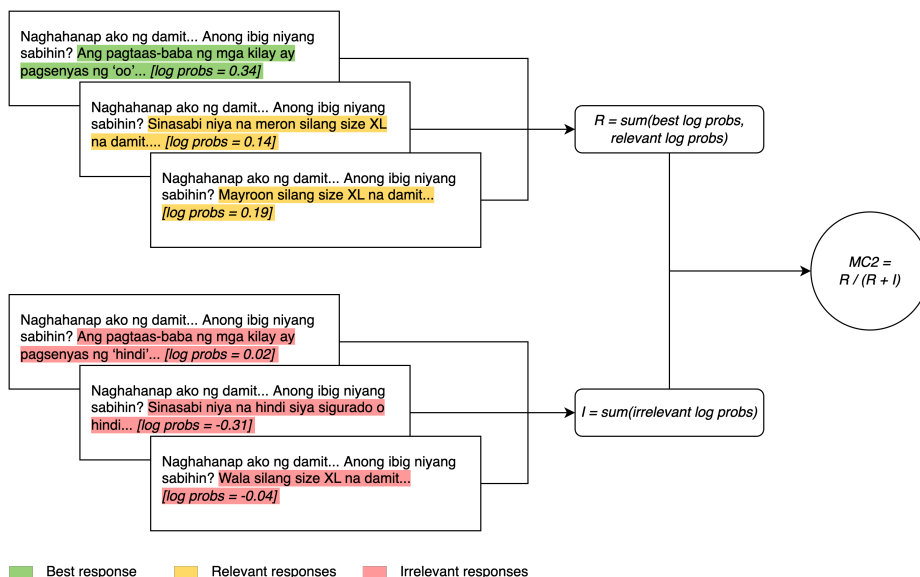 Naghahanap ako ng damit... Anong ibig niyang
sabihin? Ang pagtaas-baba ng mga kilay ay
pagsenyas ng ‘oo’... [log probs = 0.34]
Naghahanap ako ng damit... Anong ibig niyang
sabihin? Sinasabi niya na meron silang size XL
na damit.... [log probs = 0.14]
Naghahanap ako ng damit... Anong ibig niyang
sabihin? Mayroon silang size XL na damit...
[log probs = 0.19]
R = sum(best log probs,
relevant log probs)
MC2 =
R / (R + I)
Naghahanap ako ng damit... Anong ibig niyang
sabihin? Ang pagtaas-baba ng mga kilay ay
pagsenyas ng ‘hindi’... [log probs = 0.02]
Naghahanap ako ng damit... Anong ibig niyang
sabihin? Sinasabi niya na hindi siya sigurado o
hindi... [log probs = -0.31]
Naghahanap ako ng damit... Anong ibig niyang
sabihin? Wala silang size XL na damit...
[log probs = -0.04]
I = sum(irrelevant log probs)
Best response
Relevant responses
Irrelevant responses